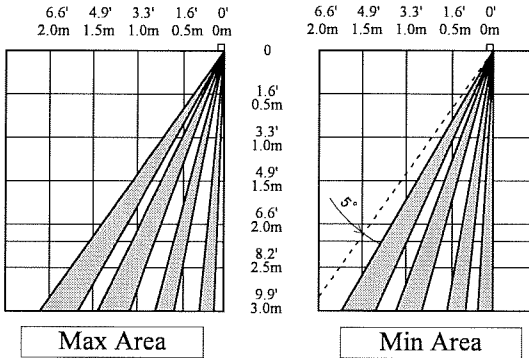 6.6' 4.9' 3.3' 1.6' 0'
2.0m 1.5m 1.0m 0.5m 0m
6.6' 4.9' 3.3' 1.6' 0'
2.0m 1.5m 1.0m 0.5m 0m
0
1.6'
0.5m
3.3'
1.0m
4.9'
1.5m
6.6'
2.0m
8.2'
2.5m
9.9'
3.0m
5°
Max Area
Min Area